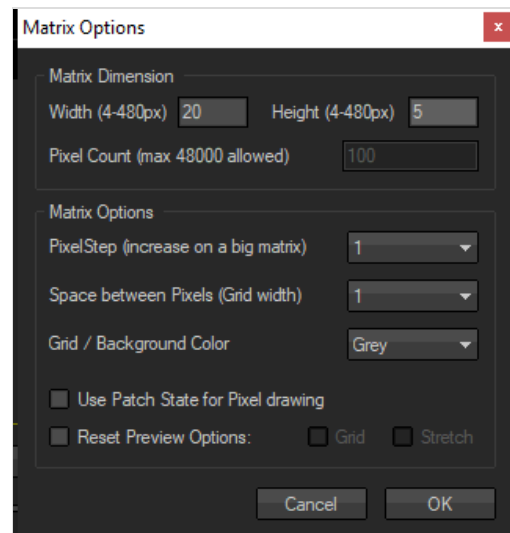 Matrix Options
x
Matrix Dimension
Width (4-480px) 20 Height (4-480px) 5
Pixel Count (max 48000 allowed) 100
Matrix Options
PixelStep (increase on a big matrix) 1
Space between Pixels (Grid width) 1
Grid / Background Color Grey
Use Patch State for Pixel drawing
Reset Preview Options: Grid Stretch
Cancel OK